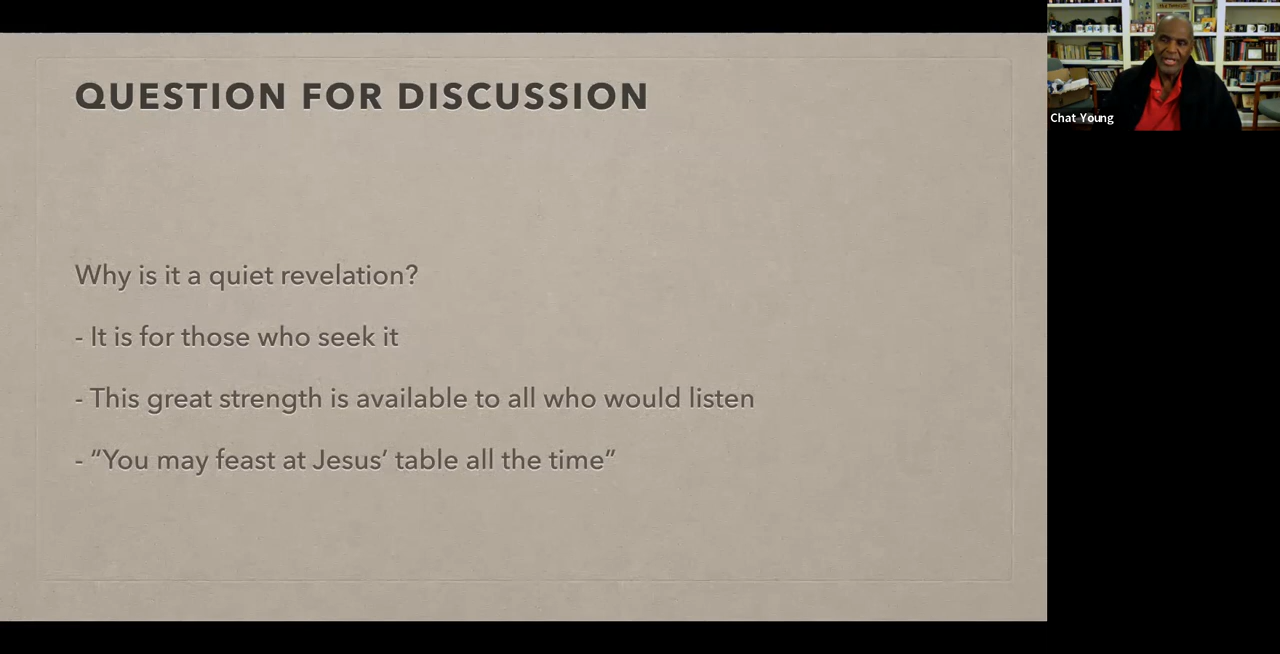 QUESTION FOR DISCUSSION
Why is it a quiet revelation?
- It is for those who seek it
- This great strength is available to all who would listen
- “You may feast at Jesus’ table all the time”
Chat Young